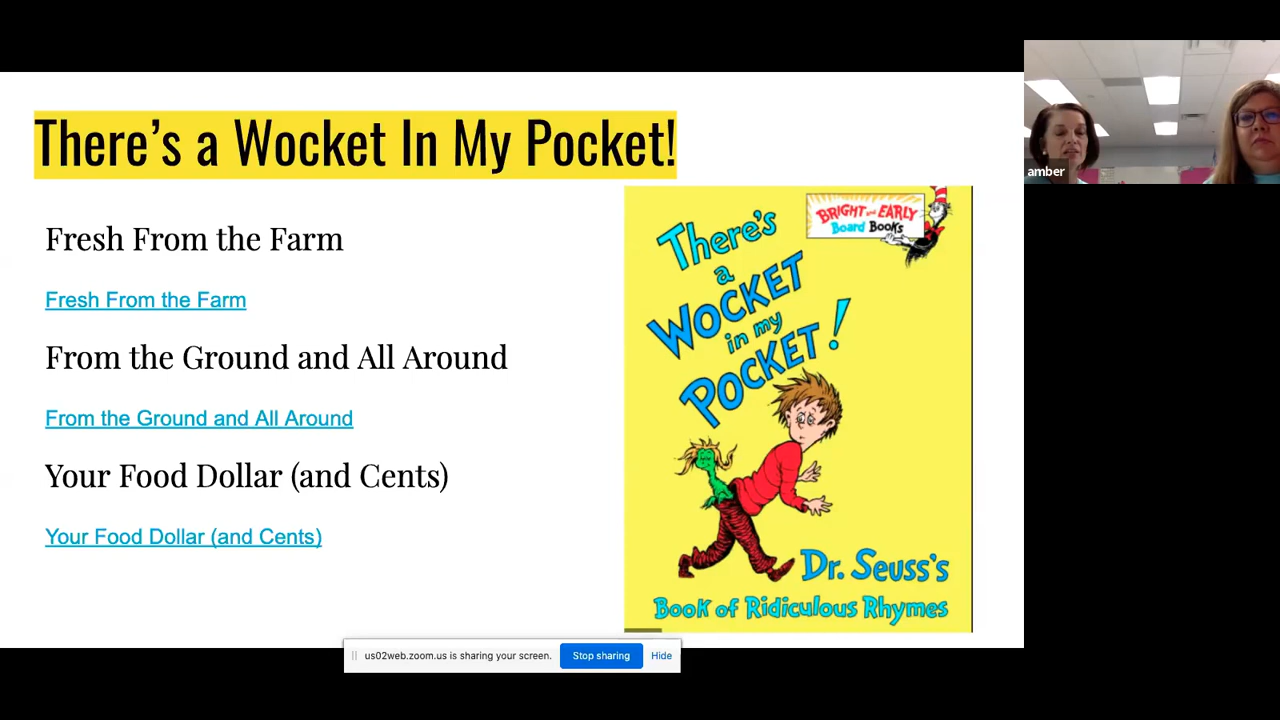 There's a Wocket In My Pocket!
Fresh From the Farm
Fresh From the Farm
From the Ground and All Around
From the Ground and All Around
Your Food Dollar (and Cents)
Your Food Dollar (and Cents)
BRIGHT and EARLY
Board Books
There's
a
WOCKET
in my
POCKET!
Dr. Seuss's
Book of Ridiculous Rhymes
amber
us02web.zoom.us is sharing your screen.
Stop sharing
Hide